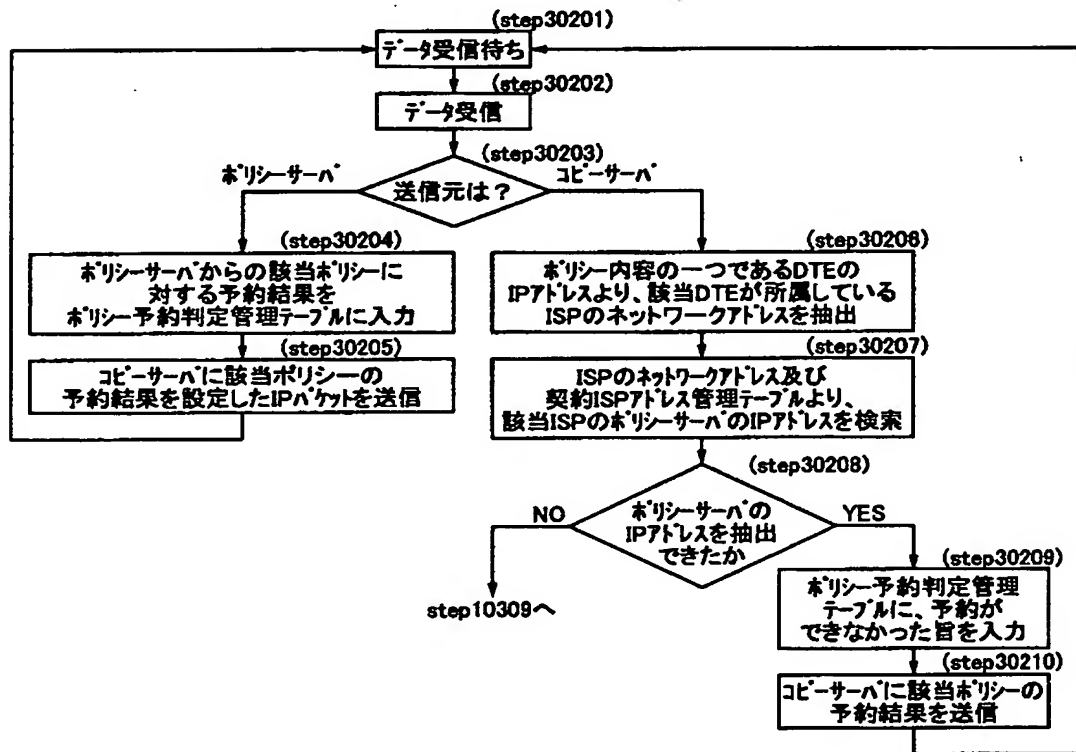 (step30201)
データ受信待ち
(step30202)
データ受信
(step30203)
ポリシーサーバ
送信元は?
コピーサーバ
(step30204)
ポリシーサーバからの該当ポリシーに
対する予約結果を
ポリシー予約判定管理テーブルに入力
(step30205)
コピーサーバに該当ポリシーの
予約結果を設定したIPパケットを送信
(step30206)
ポリシー内容の一つであるDTEの
IPアドレスより、該当DTEが所属している
ISPのネットワークアドレスを抽出
(step30207)
ISPのネットワークアドレス及び
契約ISPアドレス管理テーブルより、
該当ISPのポリシーサーバのIPアドレスを検索
(step30208)
NO
ポリシーサーバの
IPアドレスを抽出
できたか
YES
step10309へ
(step30209)
ポリシー予約判定管理
テーブルに、予約が
できなかった旨を入力
(step30210)
コピーサーバに該当ポリシーの
予約結果を送信